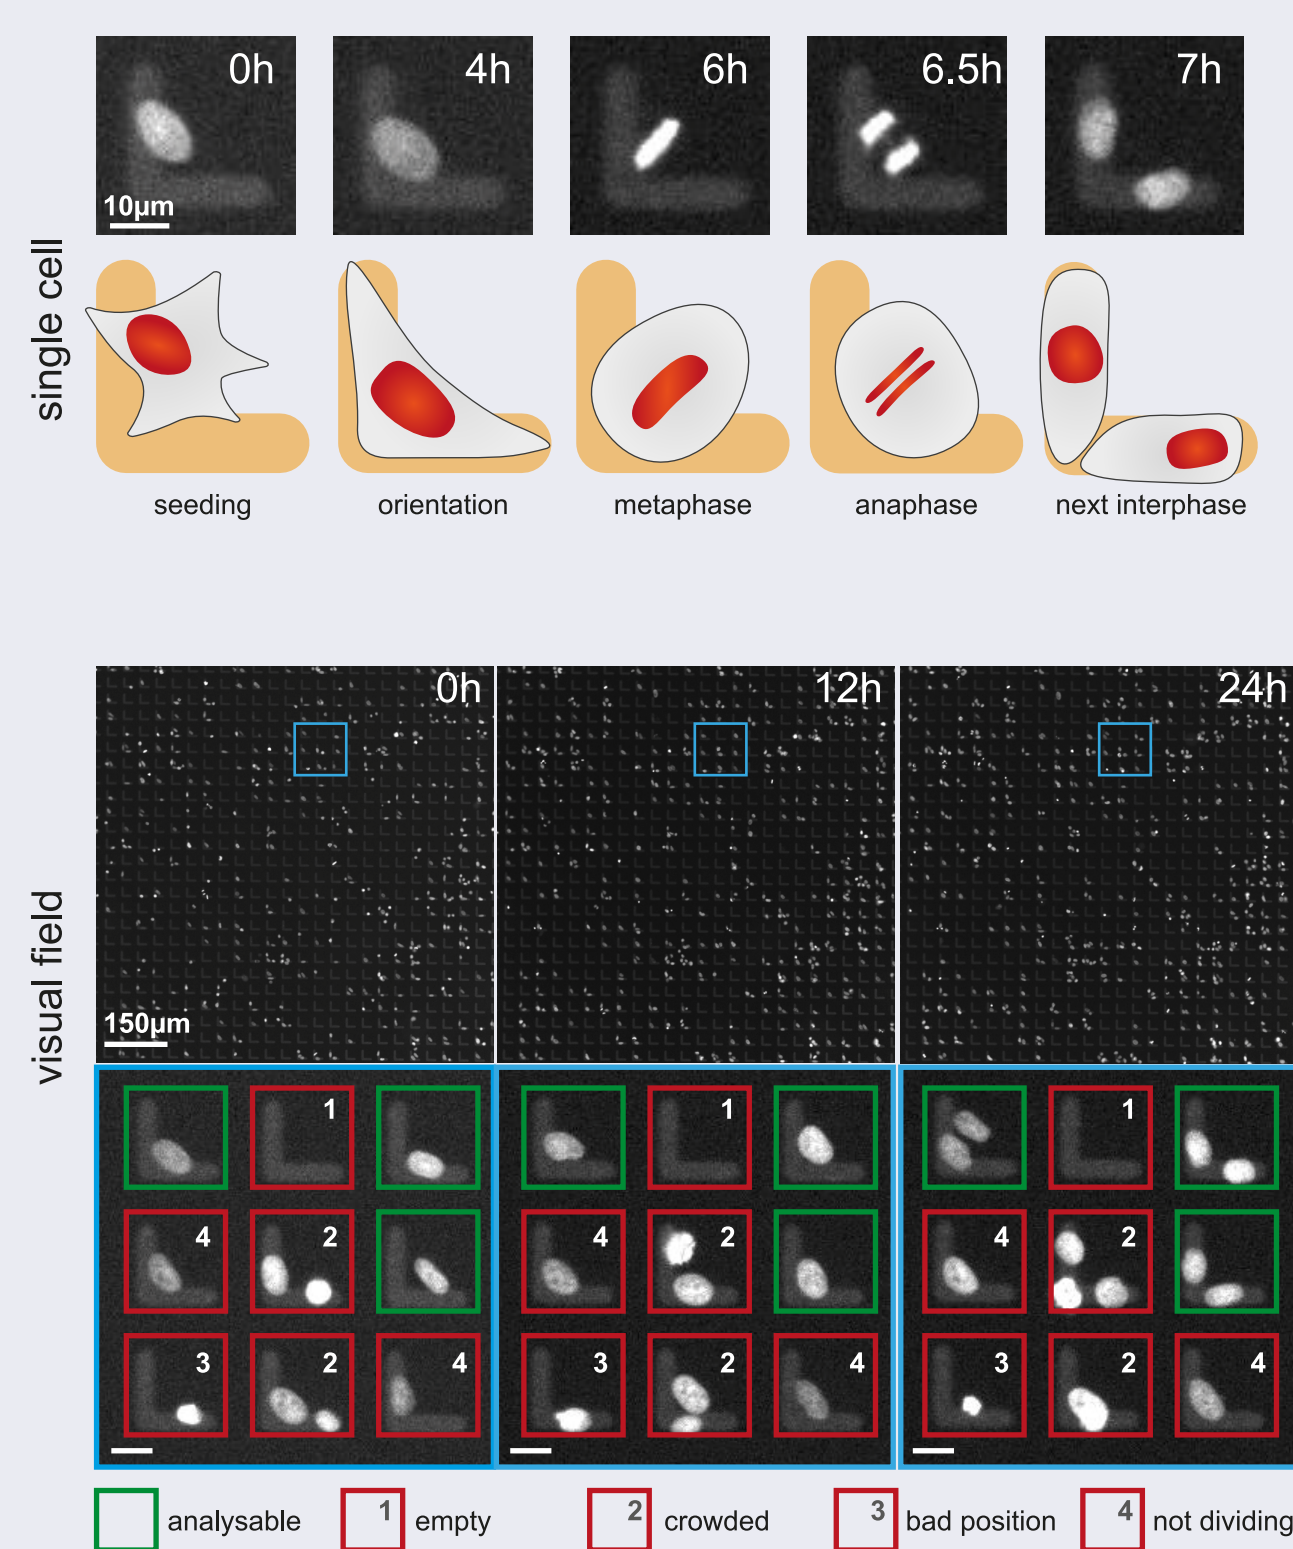 single cell
0h
4h
6h
6.5h
7h
10µm
seeding
orientation
metaphase
anaphase
next interphase
visual field
0h
12h
24h
150µm
1
1
1
4
2
4
2
4
2
3
2
4
3
2
4
3
2
4
analysable
1 empty
2 crowded
3 bad position
4 not dividing